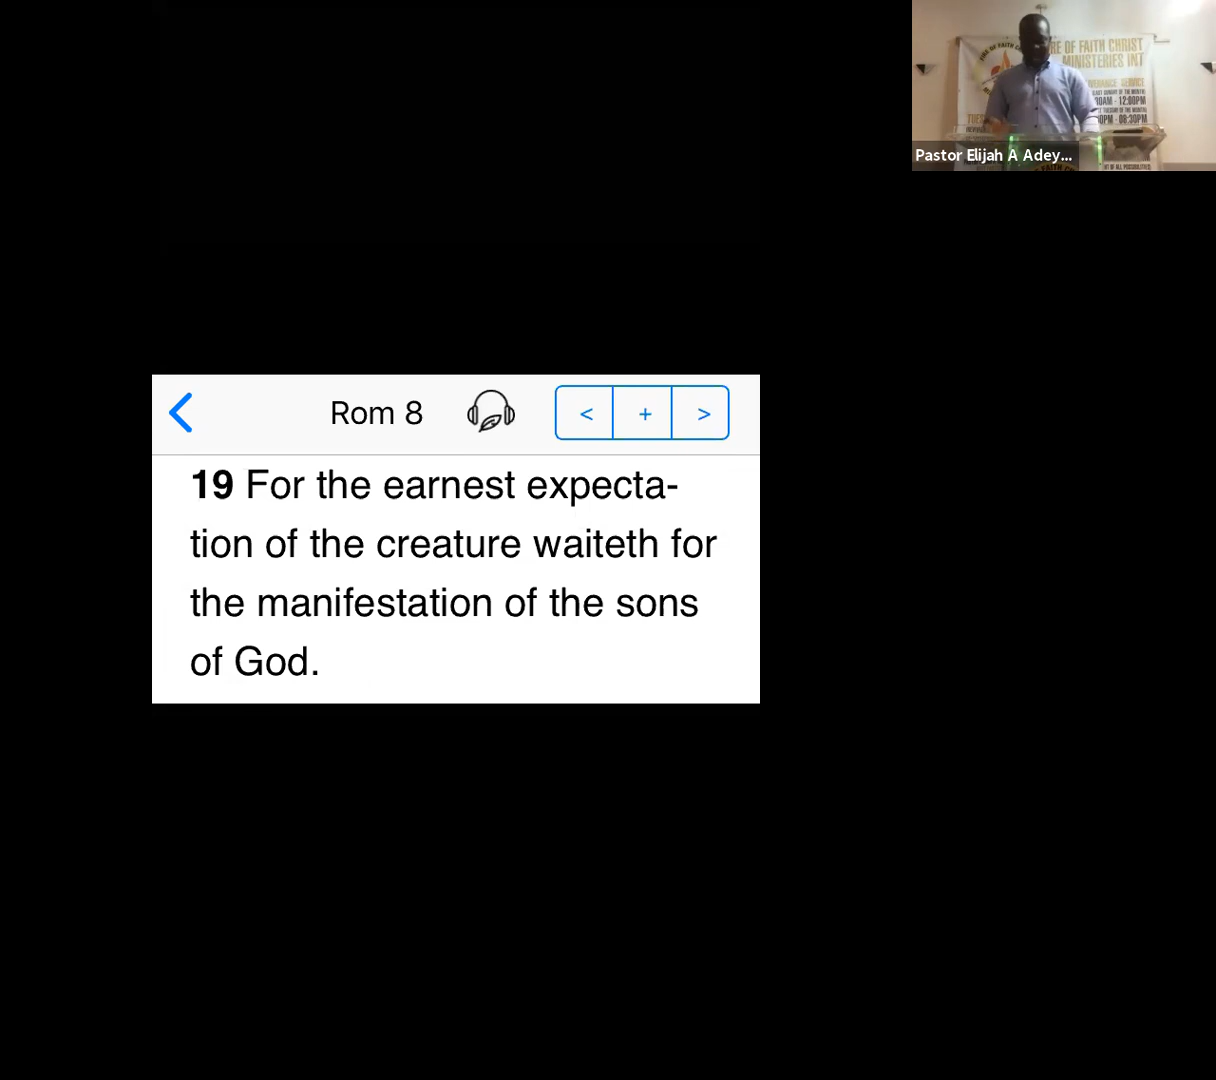 RE OF FAITH CHRIST
MINISTERIES INT
Pastor Elijah A Adey...
Rom 8
< + >
19 For the earnest expecta-
tion of the creature waiteth for
the manifestation of the sons
of God.